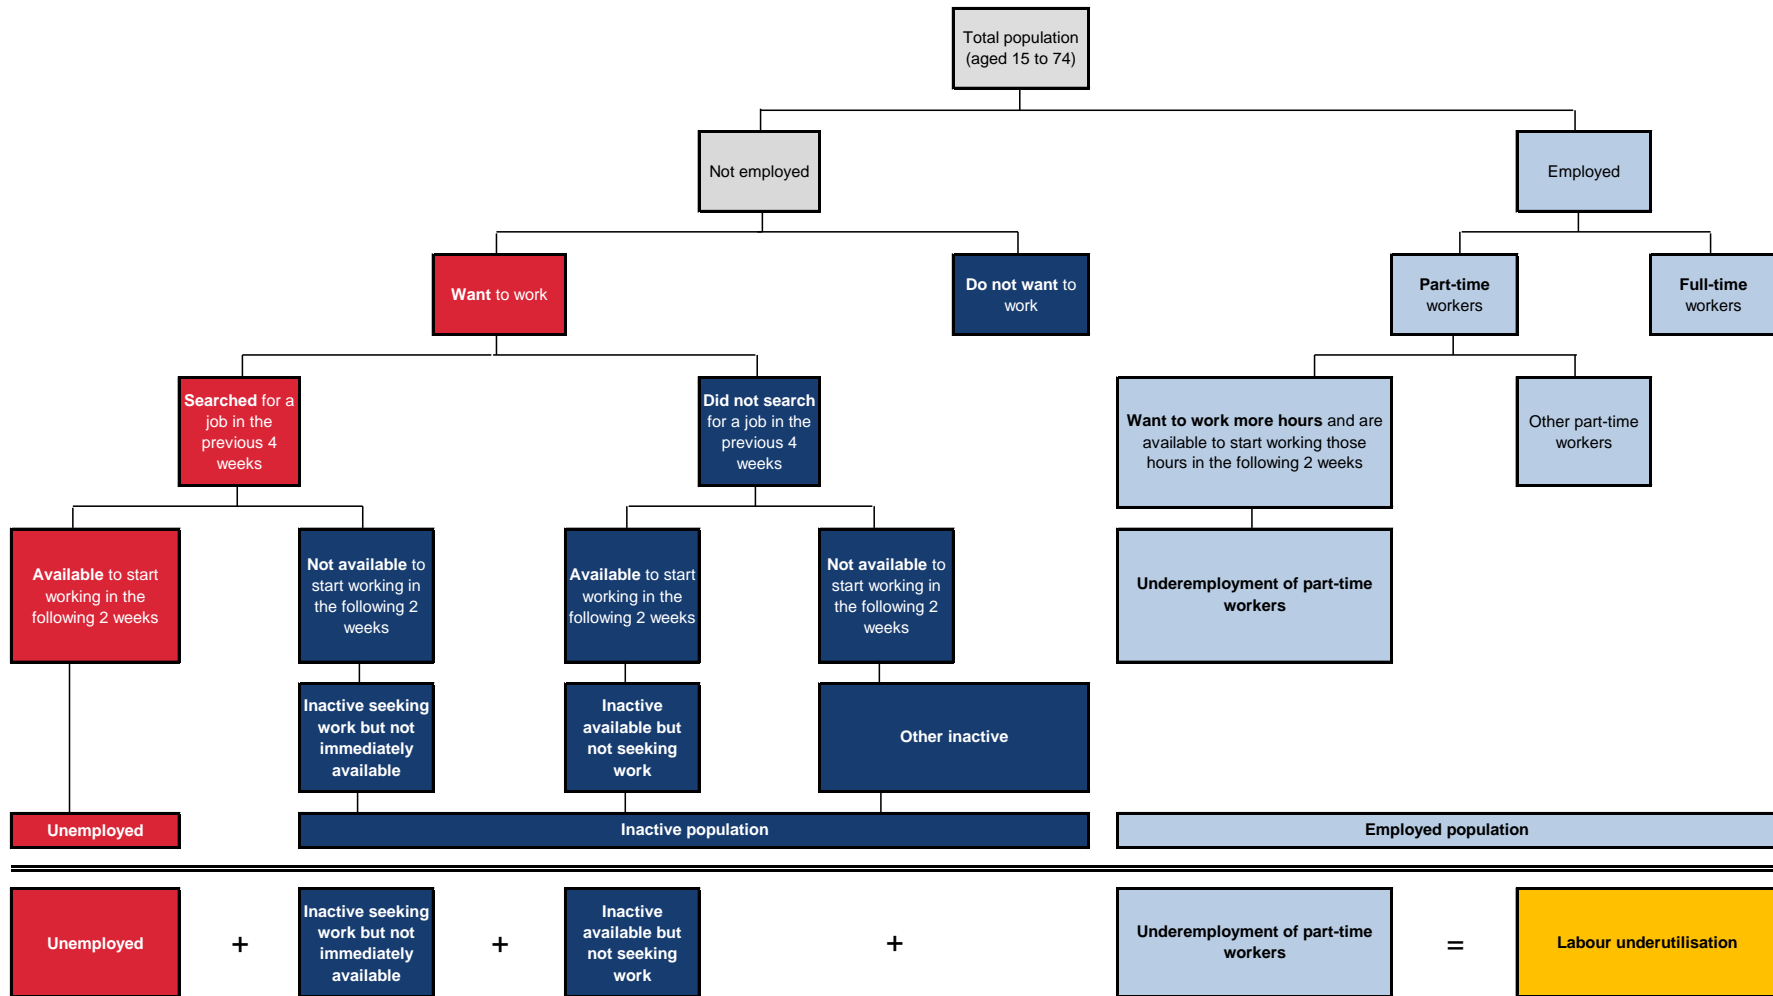 Total population
(aged 15 to 74)
Not employed
Employed
Want to work
Do not want to
work
Part-time
workers
Full-time
workers
Searched for a
job in the
previous 4
weeks
Did not search
for a job in the
previous 4
weeks
Want to work more hours and are
available to start working those
hours in the following 2 weeks
Other part-time
workers
Available to start
working in the
following 2 weeks
Not available to
start working in
the following 2
weeks
Available to start
working in the
following 2 weeks
Not available to
start working in
the following 2
weeks
Underemployment of part-time
workers
Inactive seeking
work but not
immediately
available
Inactive
available but
not seeking
work
Other inactive
Unemployed
Inactive population
Employed population
Unemployed
+
Inactive seeking
work but not
immediately
available
+
Inactive
available but
not seeking
work
+
Underemployment of part-time
workers
=
Labour underutilisation